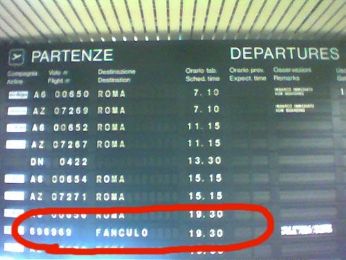 PARTENZE DEPARTURES
Compagnia Volo n Destinazione Orario tab. Orario prov. Osservazioni
Airline Flight n Destination Sched. time Expect. time Remarks
A6 00650 ROMA 7.10
AZ 07269 ROMA 7.10
A6 00652 ROMA 11.15
AZ 07267 ROMA 11.15
DN 0422 13.30
A6 00654 ROMA 15.15
AZ 07271 ROMA 15.15
00656 ROMA 19.30
696969 FANCULO 19.30